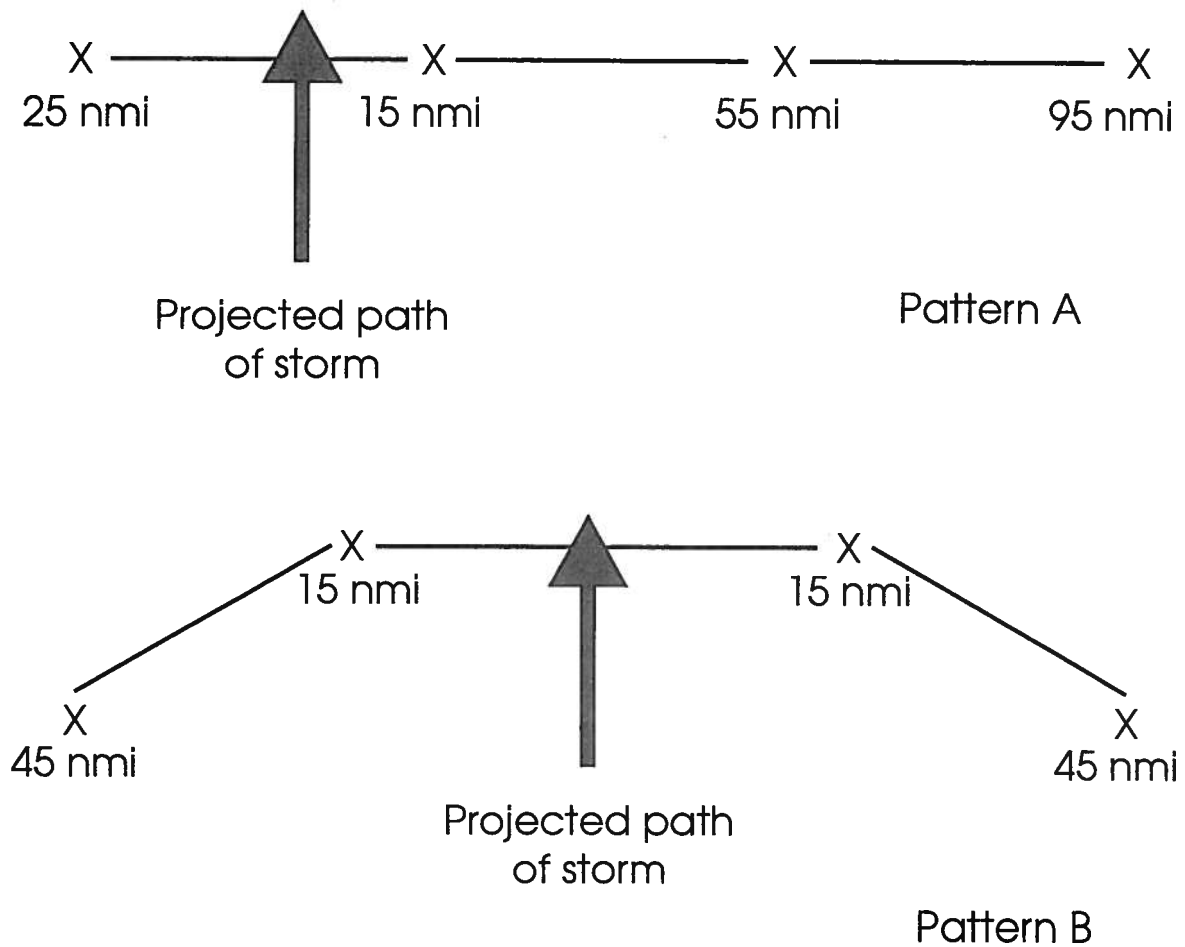 X X X X
25 nmi 15 nmi 55 nmi 95 nmi
Projected path
of storm
Pattern A
X X
15 nmi 15 nmi
X X
45 nmi 45 nmi
Projected path
of storm
Pattern B